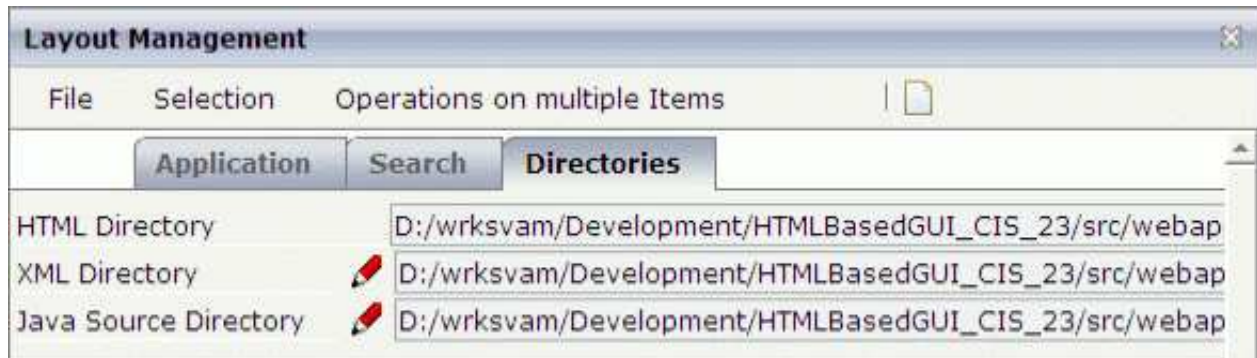 Layout Management
File Selection Operations on multiple Items
Application Search Directories
HTML Directory D:/wrksvam/Development/HTMLBasedGUI_CIS_23/src/webap
XML Directory D:/wrksvam/Development/HTMLBasedGUI_CIS_23/src/webap
Java Source Directory D:/wrksvam/Development/HTMLBasedGUI_CIS_23/src/webap